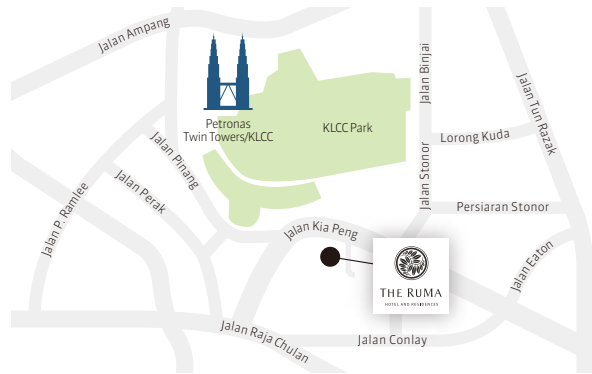 Jalan Ampang
Petronas
Twin Towers/KLCC
KLCC Park
Jalan Binjai
Jalan Tun Razak
Lorong Kuda
Jalan Pinang
Jalan Perak
Jalan P. Ramlee
Jalan Stonor
Persiaran Stonor
Jalan Kia Peng
Jalan Eaton
THE RUMA
HOTEL AND RESIDENCES
Jalan Raja Chulan
Jalan Conlay